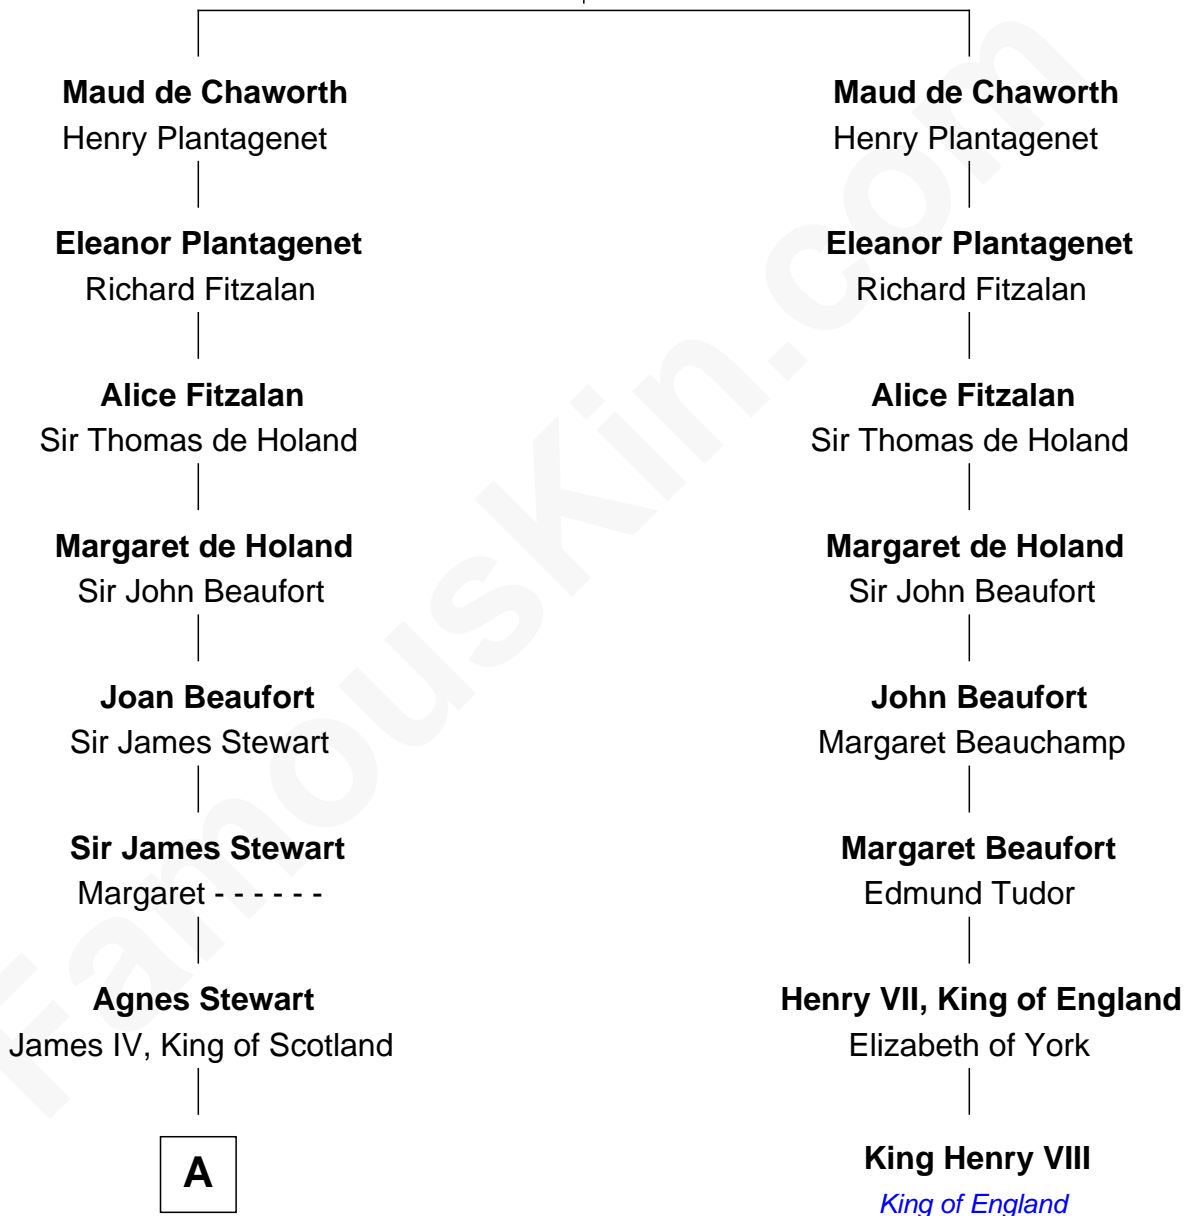 Maud de Chaworth
Henry Plantagenet
Eleanor Plantagenet
Richard Fitzalan
Alice Fitzalan
Sir Thomas de Holand
Margaret de Holand
Sir John Beaufort
Joan Beaufort
Sir James Stewart
Sir James Stewart
Margaret - - - - - -
Agnes Stewart
James IV, King of Scotland
A
Maud de Chaworth
Henry Plantagenet
Eleanor Plantagenet
Richard Fitzalan
Alice Fitzalan
Sir Thomas de Holand
Margaret de Holand
Sir John Beaufort
John Beaufort
Margaret Beauchamp
Margaret Beaufort
Edmund Tudor
Henry VII, King of England
Elizabeth of York
King Henry VIII
King of England
FamousKin.com